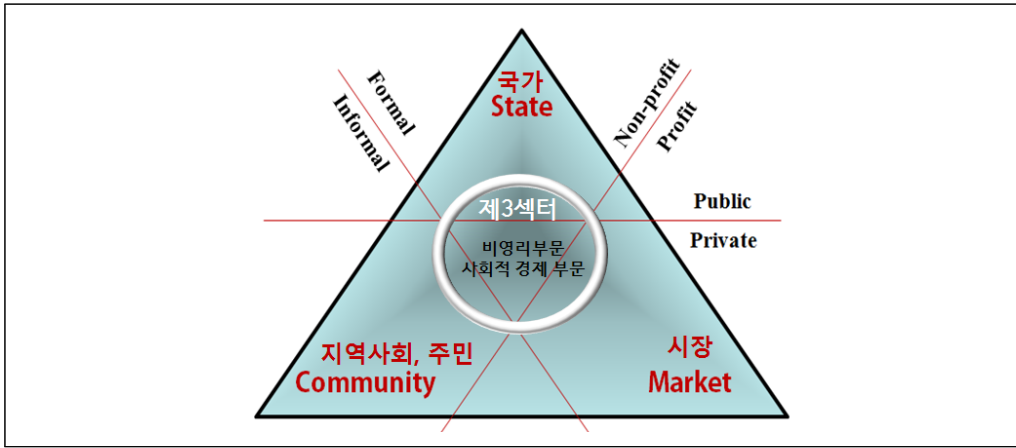 국가
State
Formal
Informal
Non-profit
Profit
Public
Private
제3섹터
비영리부문
사회적 경제 부문
지역사회, 주민
Community
시장
Market